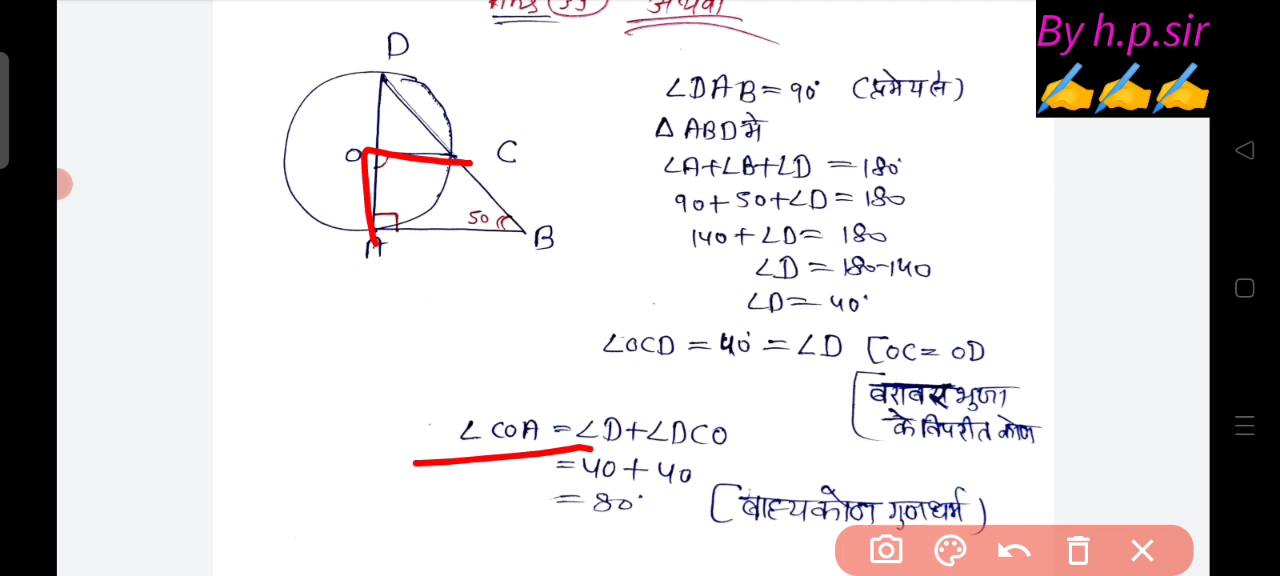 अथवा
By h.p.sir
D
O
C
50
A
B
∠DAB=90° (प्रमेय से)
△ ABD में
∠A+∠B+∠D =180°
90+50+∠D = 180
140+∠D= 180
∠D = 180-140
∠D= 40°
∠OCD = 40° = ∠D [OC= OD
[बराबर भुजा
के विपरीत कोण
∠COA =∠D+∠DCO
=40+40
= 80° [बाह्यकोण गुनधर्म)